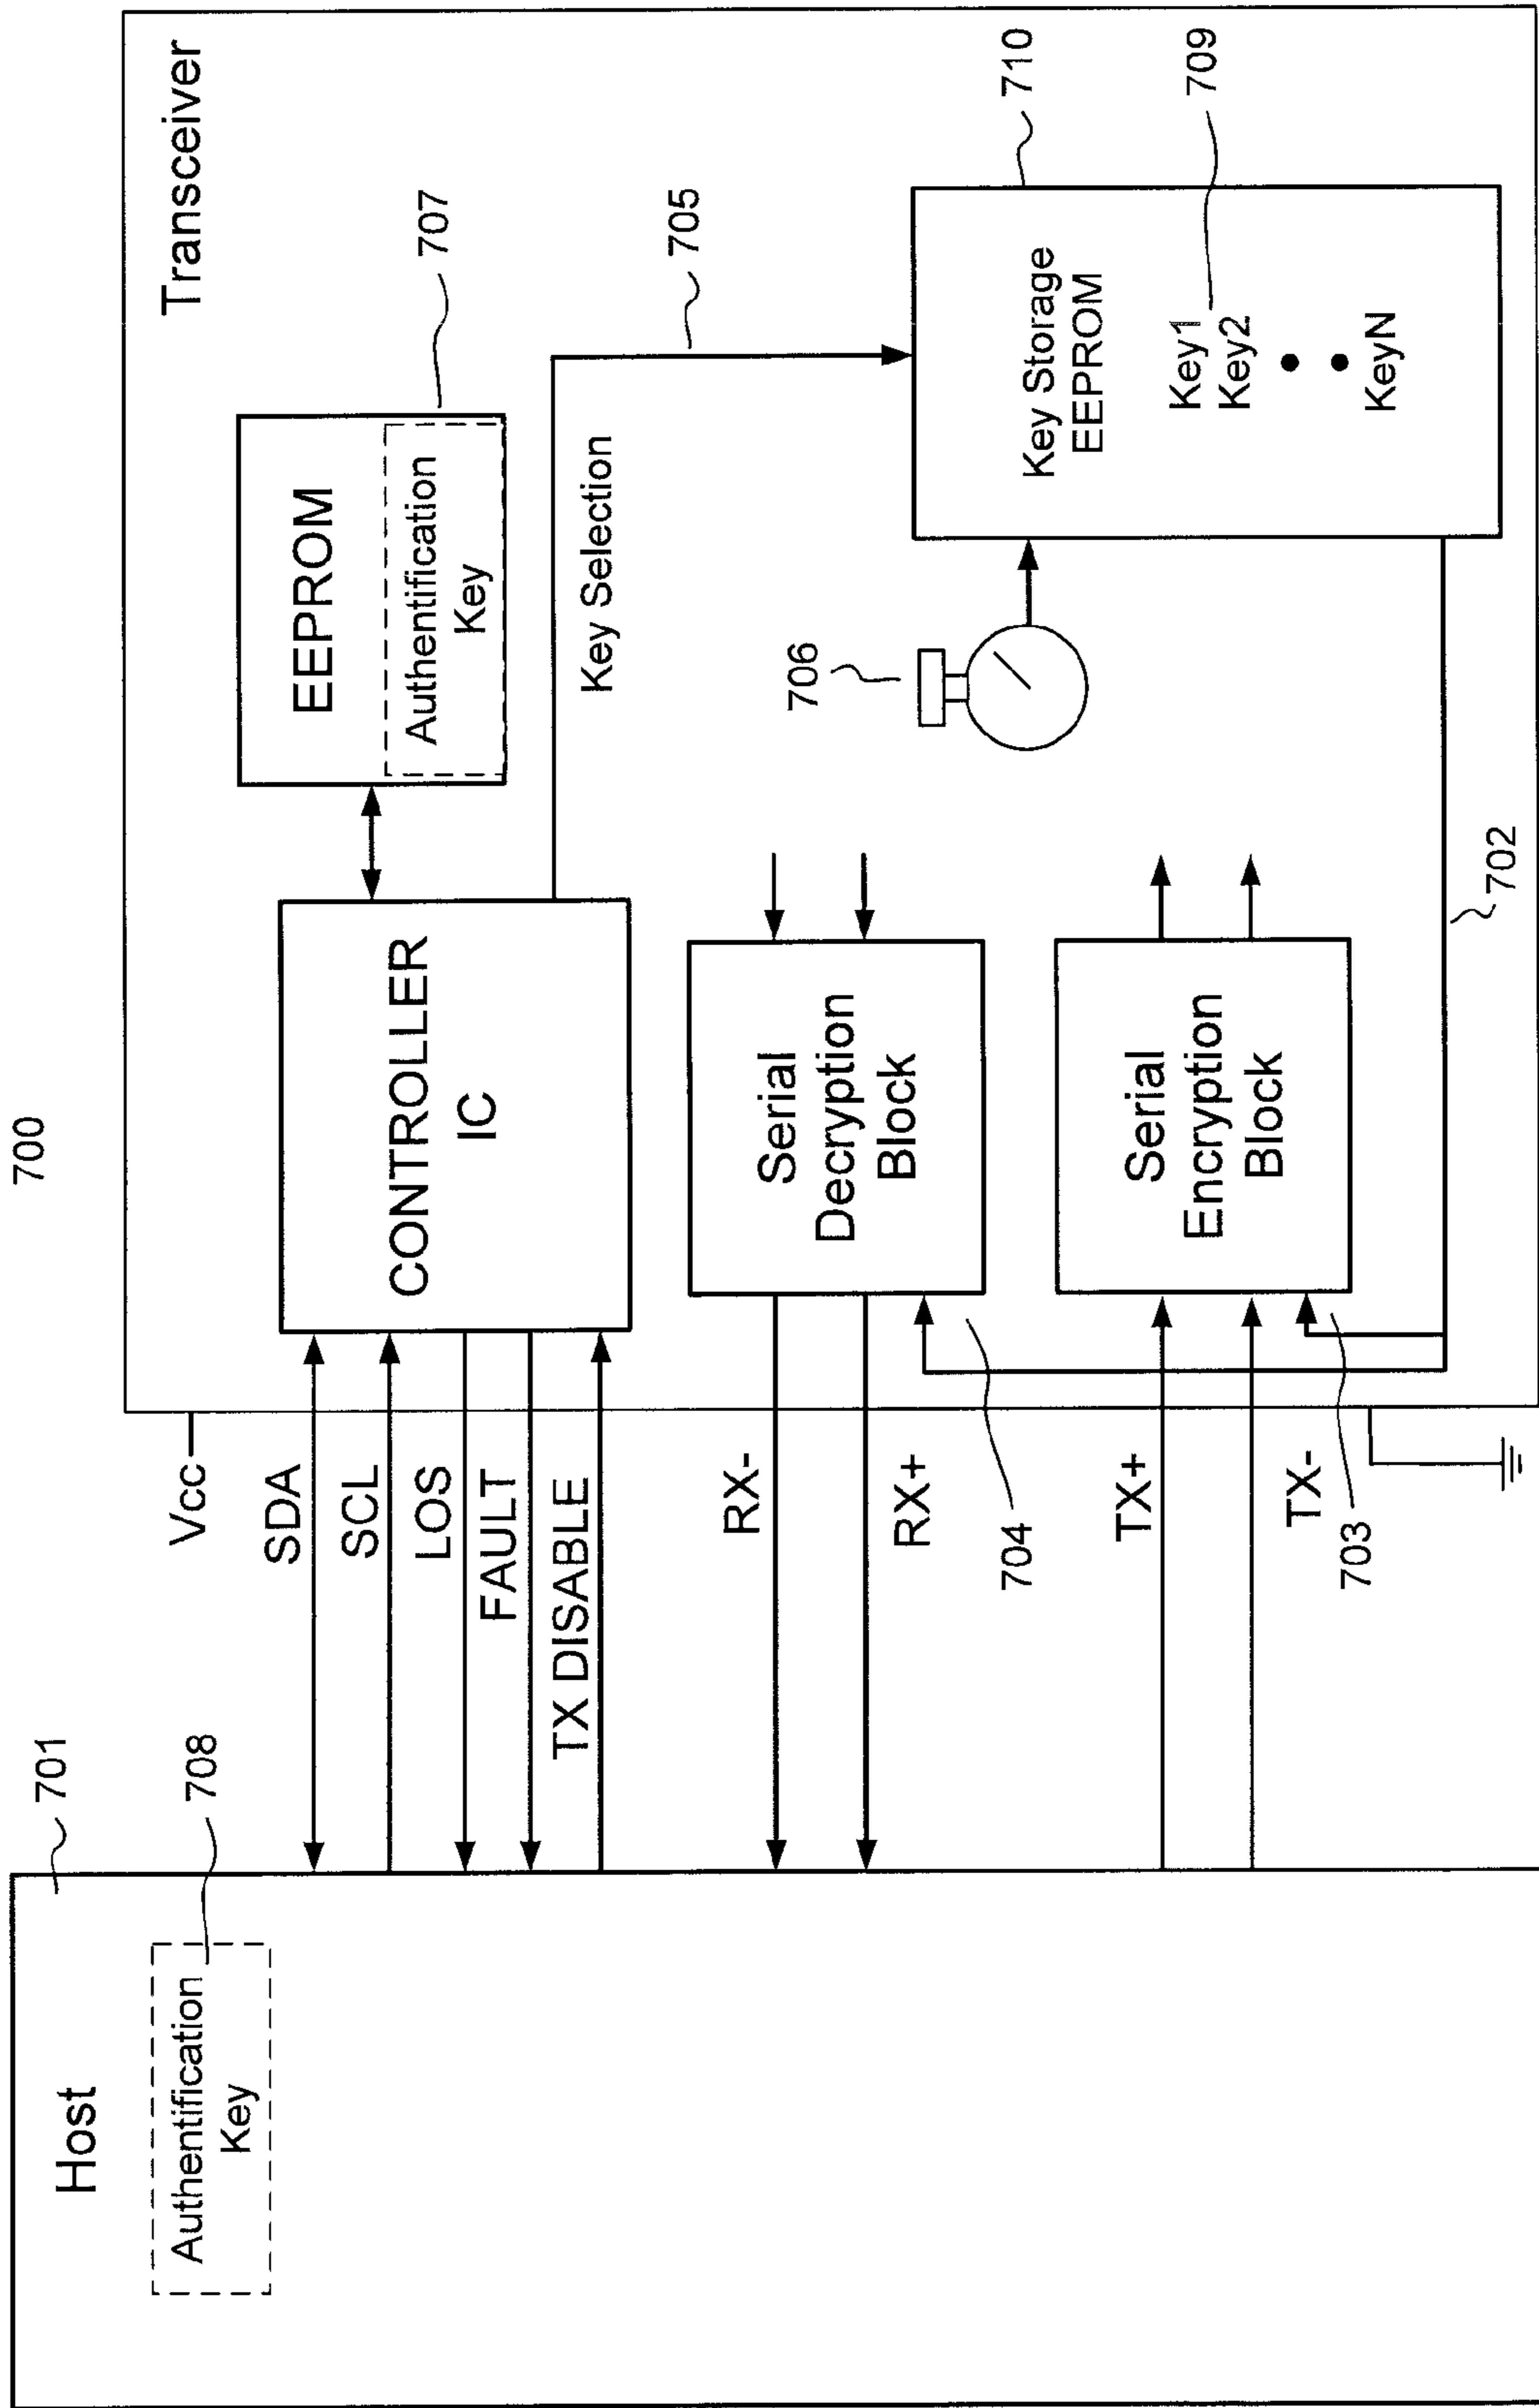 700
Host
701
Authentification
Key
708
Vcc
SDA
SCL
LOS
FAULT
TX DISABLE
RX-
RX+
704
TX+
TX-
703
Transceiver
CONTROLLER
IC
EEPROM
Authentification
Key
707
Key Selection
705
Serial
Decryption
Block
Serial
Encryption
Block
706
Key Storage
EEPROM
Key1
Key2
KeyN
710
709
702